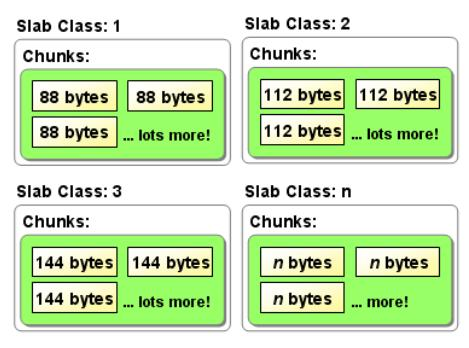 Slab Class: 1
Chunks:
88 bytes 88 bytes
88 bytes ... lots more!
Slab Class: 2
Chunks:
112 bytes 112 bytes
112 bytes ... lots more!
Slab Class: 3
Chunks:
144 bytes 144 bytes
144 bytes ... lots more!
Slab Class: n
Chunks:
n bytes n bytes
n bytes ... more!